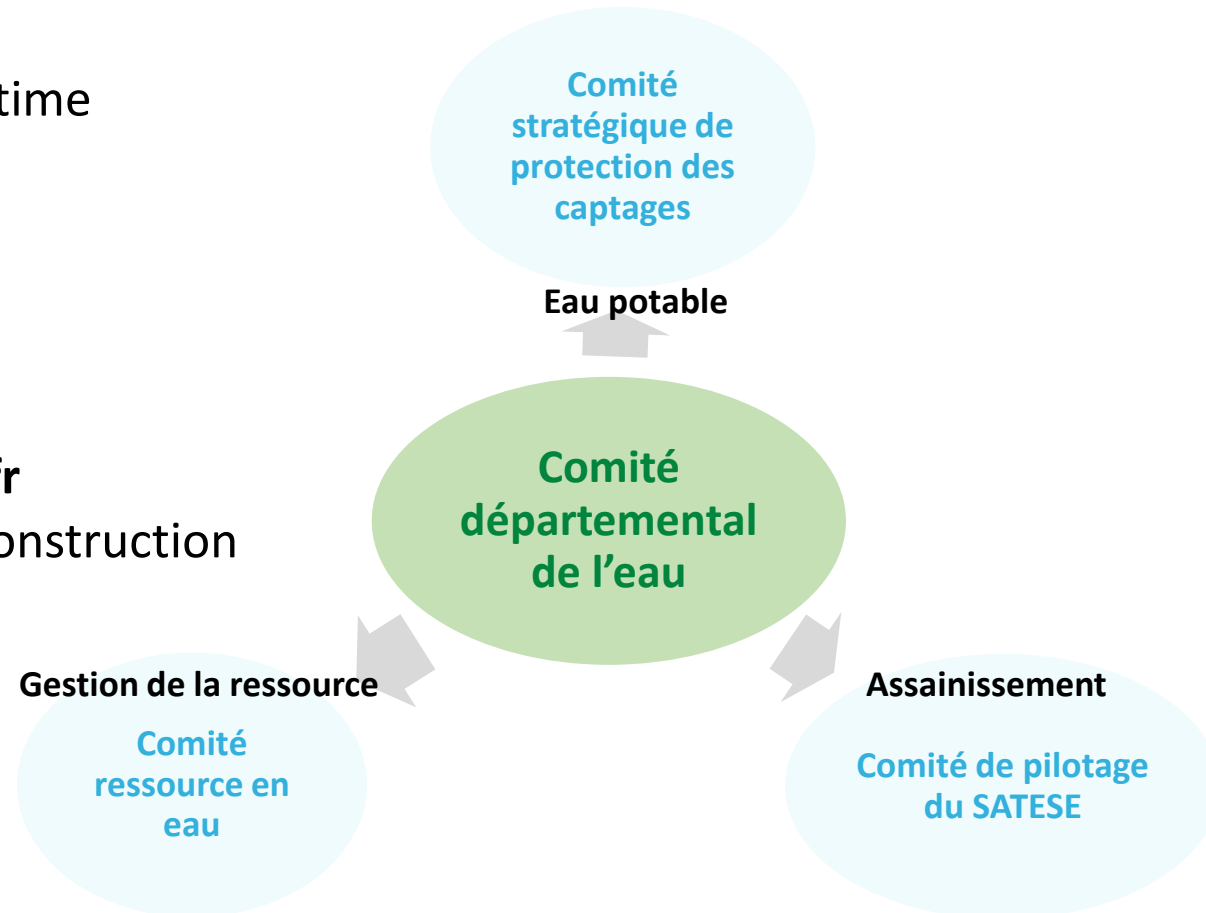 time
Comité
stratégique de
protection des
captages
Eau potable
fr
onstruction
Comité
départemental
de l’eau
Gestion de la ressource
Comité
ressource en
eau
Assainissement
Comité de pilotage
du SATESE